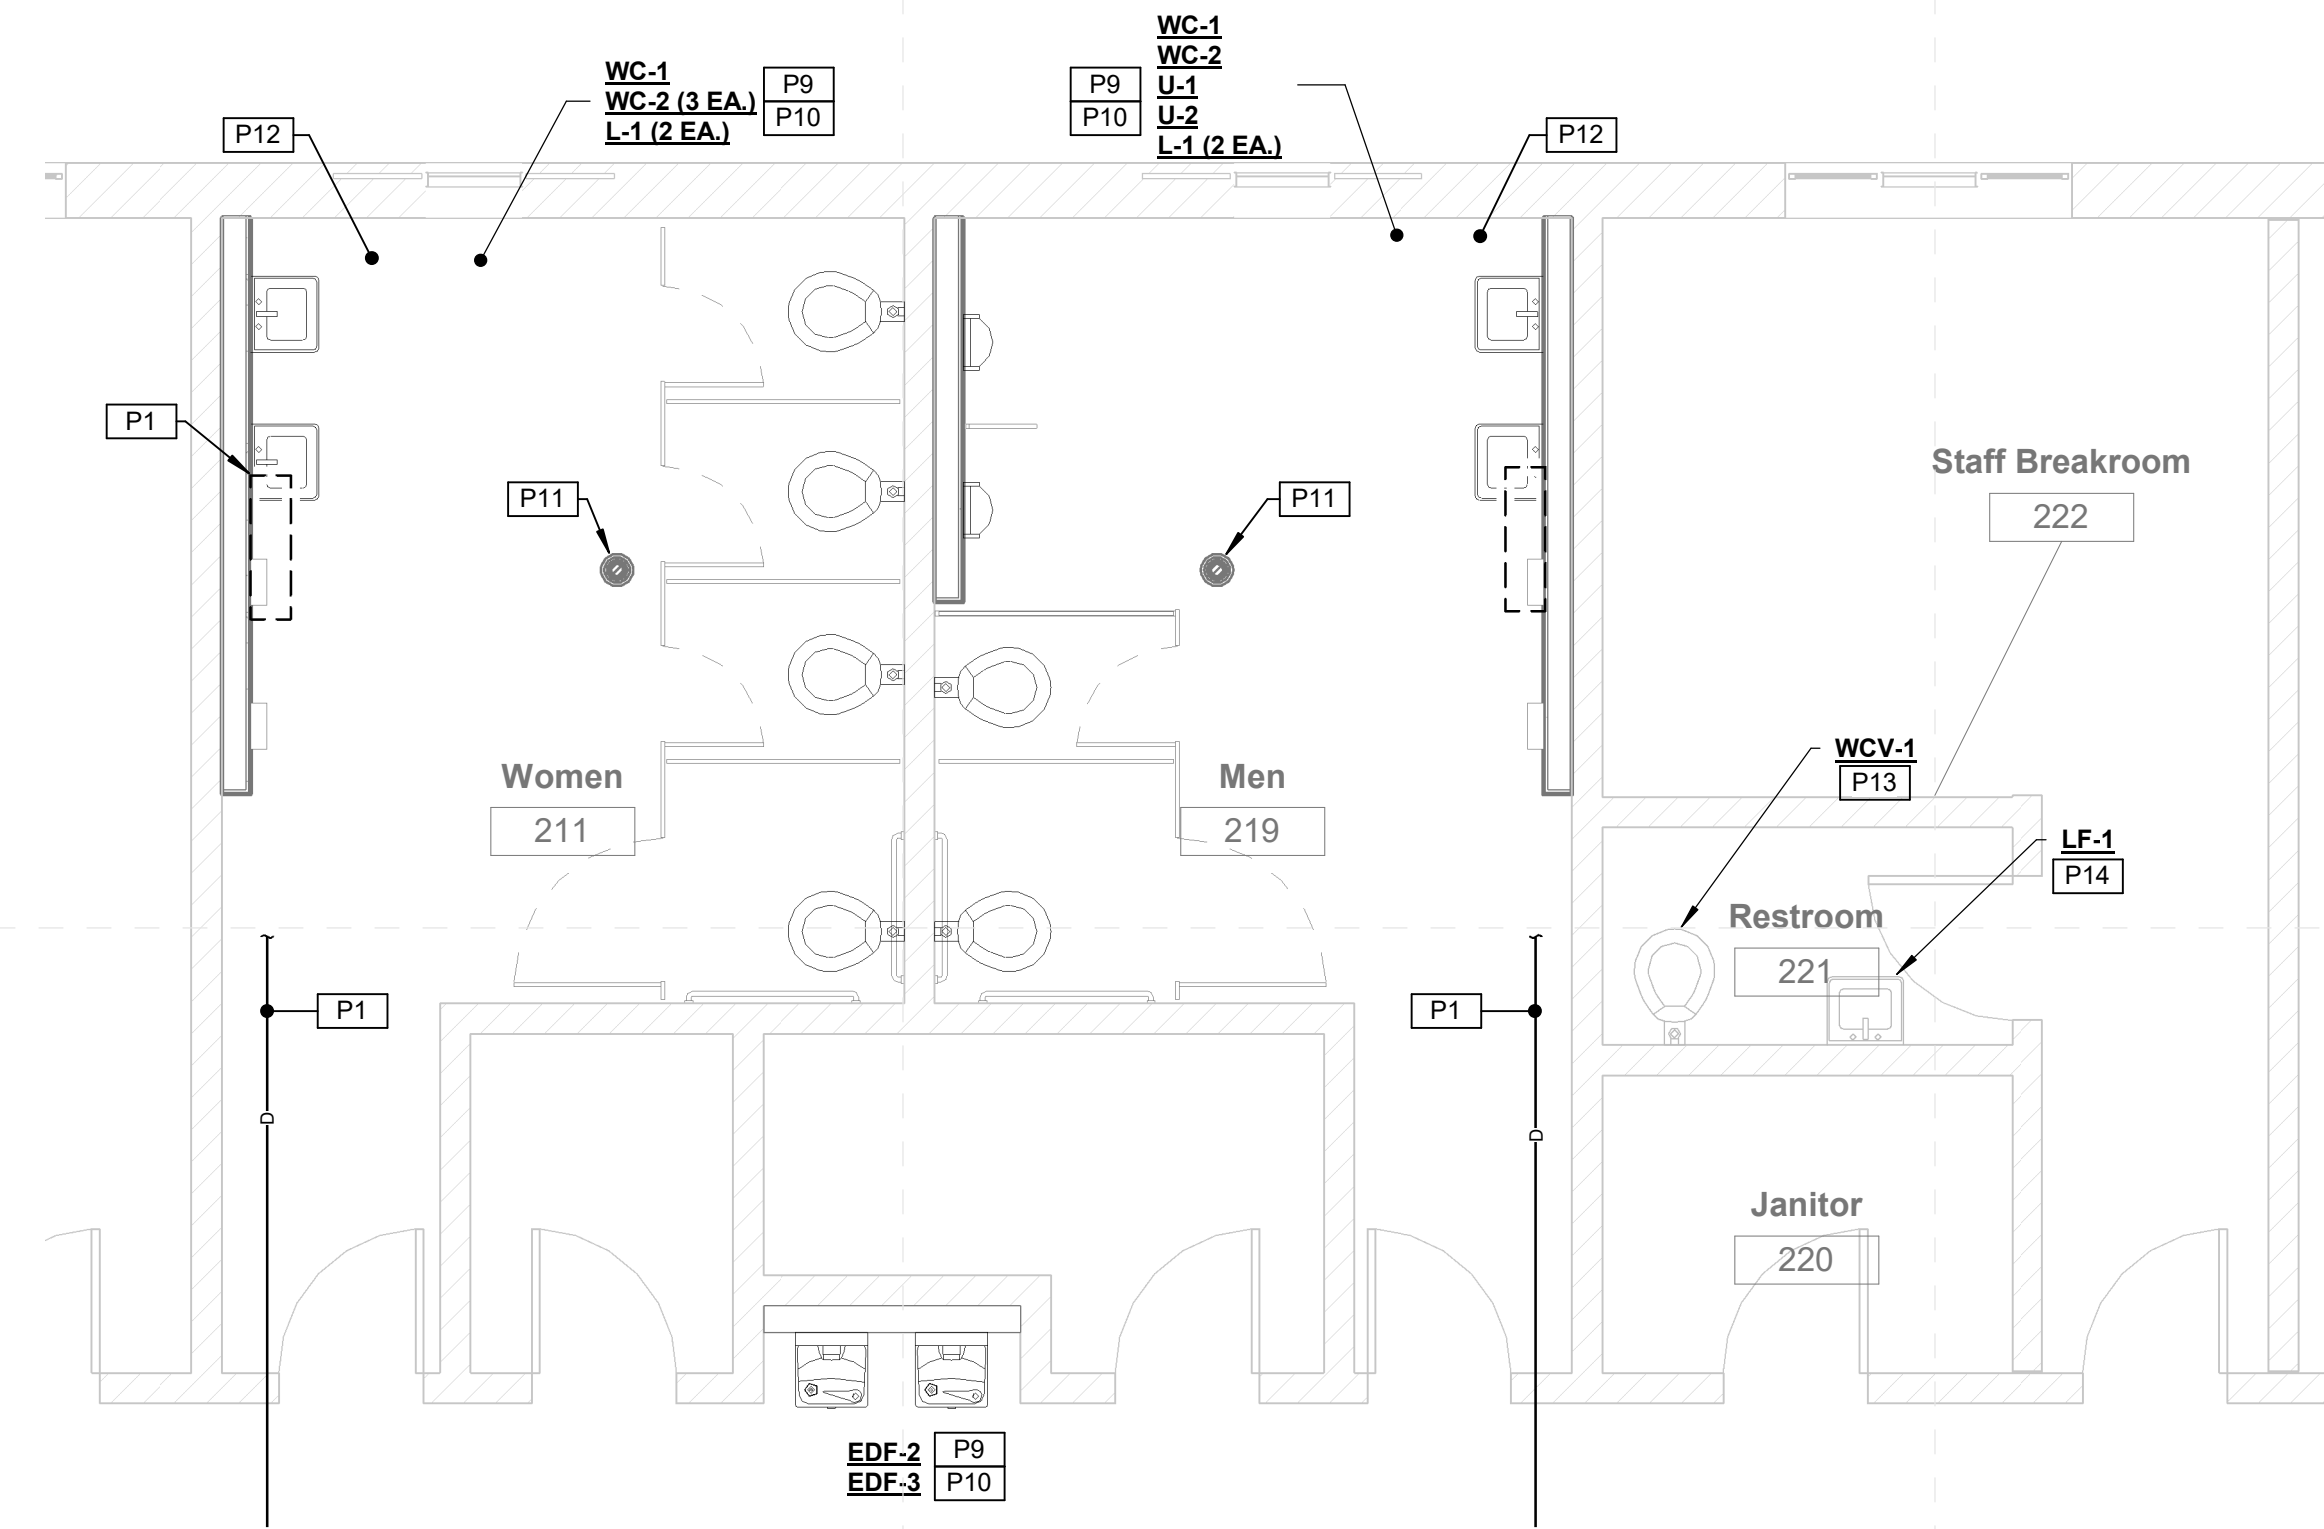 WC-1
WC-2 (3 EA.)
L-1 (2 EA.)
P9
P10
P9
P10
WC-1
WC-2
U-1
U-2
L-1 (2 EA.)
P12
P12
P1
P11
P11
Staff Breakroom
222
Women
211
Men
219
WCV-1
P13
LF-1
P14
Restroom
221
P1
P1
D
D
Janitor
220
EDF-2
EDF-3
P9
P10